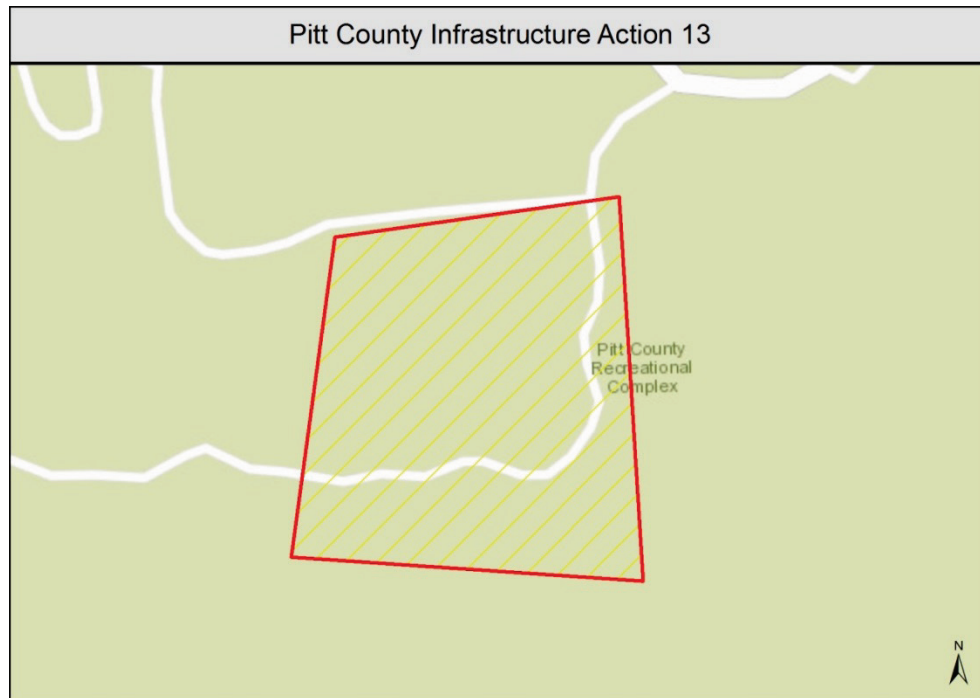 Pitt County Infrastructure Action 13
Pitt County
Recreational
Complex
N